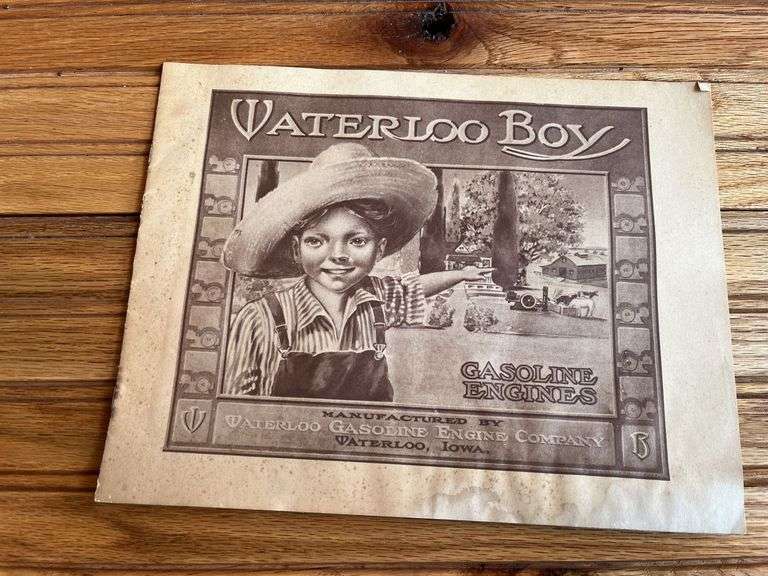 WATERLOO BOY
GASOLINE
ENGINES
MANUFACTURED BY
WATERLOO GASOLINE ENGINE COMPANY
WATERLOO, IOWA.
W
B